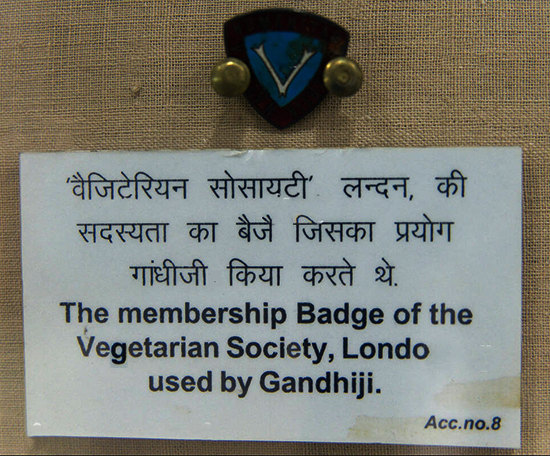 V
'वैजिटेरियन सोसायटी' लन्दन, की
सदस्यता का बैजै जिसका प्रयोग
गांधीजी किया करते थे.
The membership Badge of the
Vegetarian Society, Londo
used by Gandhiji.
Acc.no.8